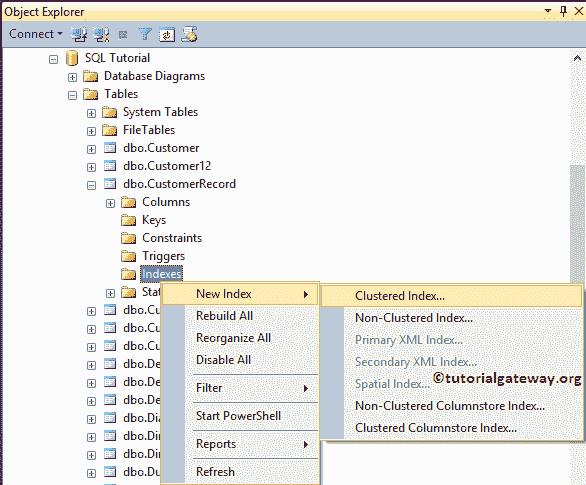 Object Explorer
Connect
SQL Tutorial
Database Diagrams
Tables
System Tables
FileTables
dbo.Customer
dbo.Customer12
dbo.CustomerRecord
Columns
Keys
Constraints
Triggers
Indexes
Stat
dbo.Cu
dbo.Cu
dbo.Cu
dbo.De
dbo.De
dbo.De
dbo.Dia
dbo.Din
dbo.Din
dbo.Du
New Index
Rebuild All
Reorganize All
Disable All
Filter
Start PowerShell
Reports
Refresh
Clustered Index...
Non-Clustered Index...
Primary XML Index...
Secondary XML Index...
Spatial Index...
Non-Clustered Columnstore Index...
Clustered Columnstore Index...
©tutorialgateway.org